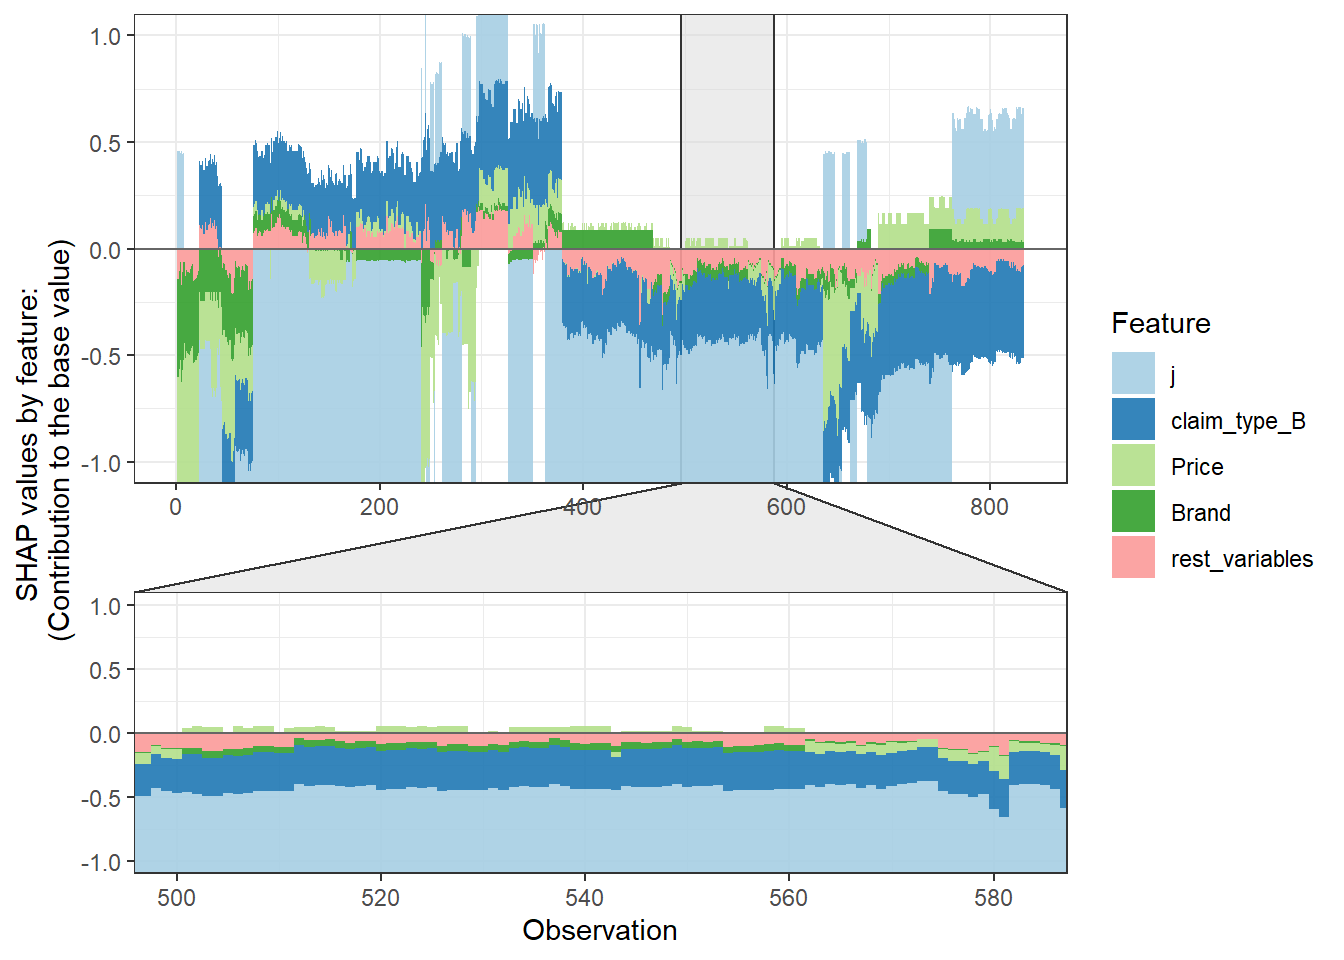 SHAP values by feature:
(Contribution to the base value)
1.0
0.5
0.0
-0.5
-1.0
0 200 400 600 800
1.0
0.5
0.0
-0.5
-1.0
500 520 540 560 580
Observation
Feature
j
claim_type_B
Price
Brand
rest_variables